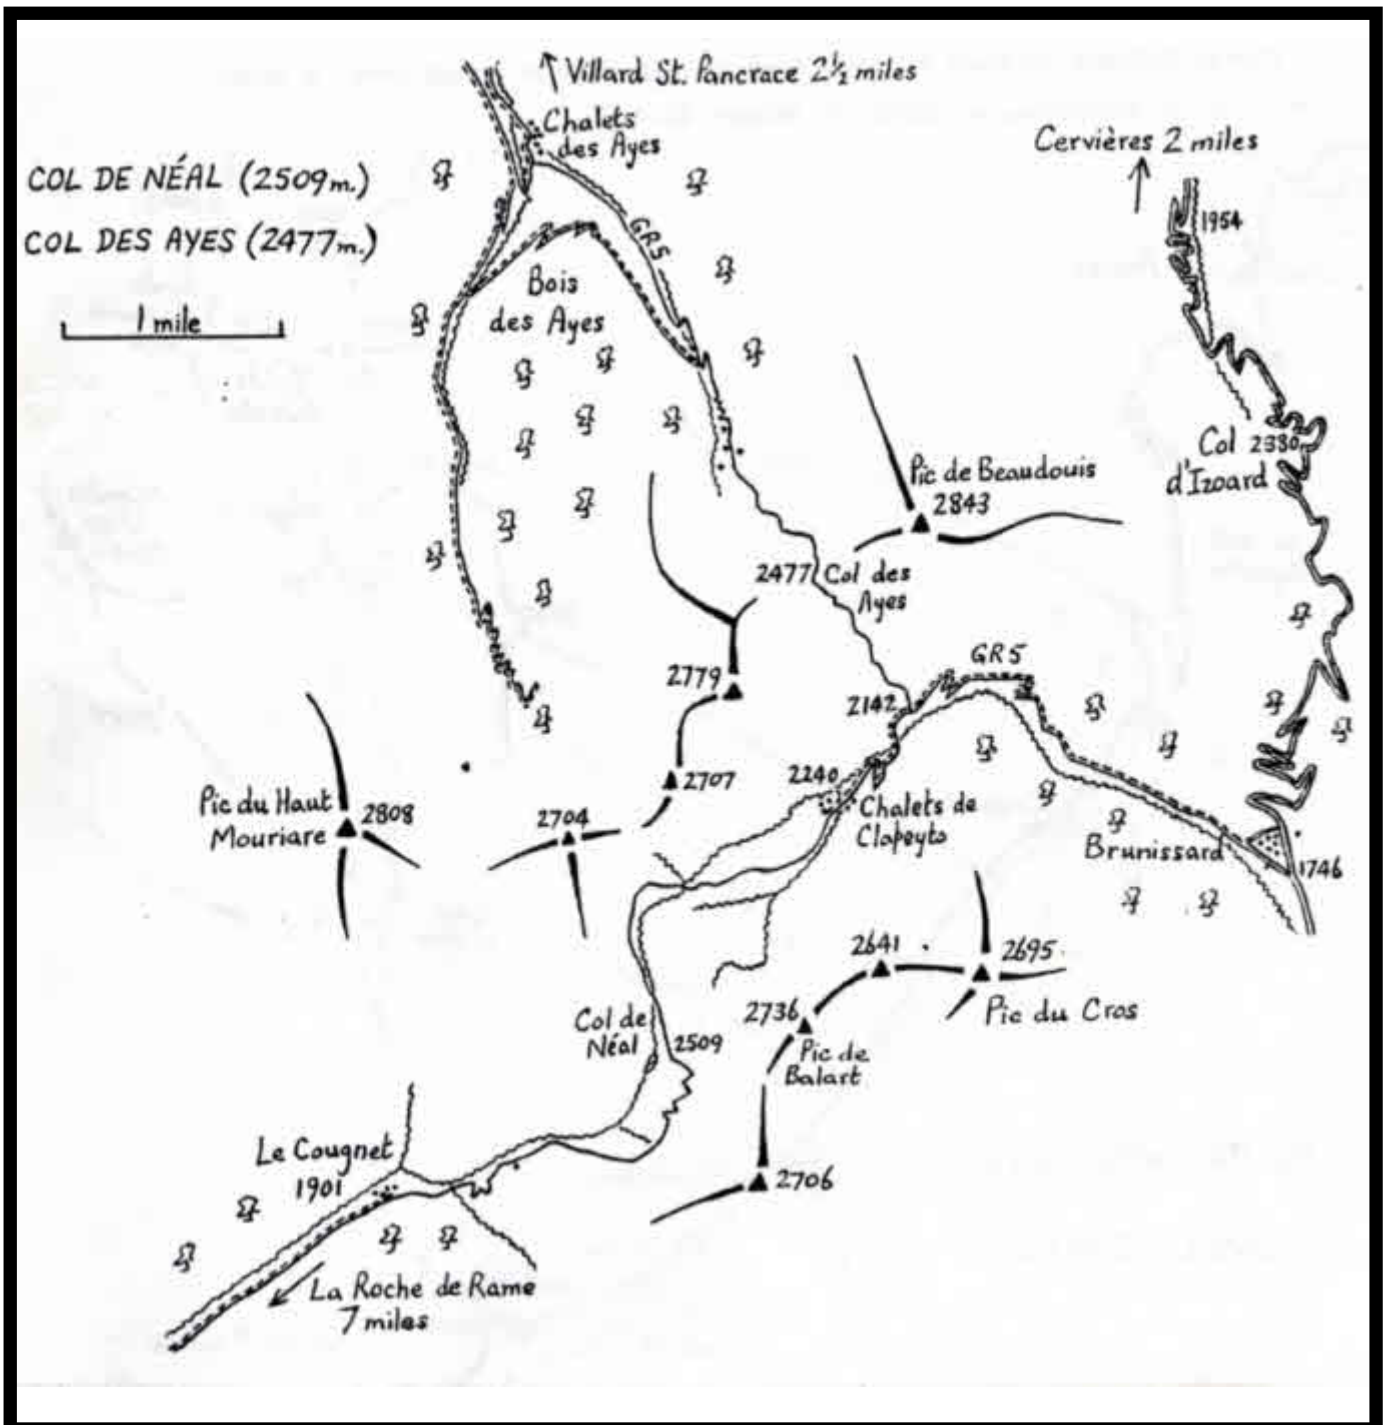 Villard St. Pancrace 2½ miles
Chalets
des Ayes
Cervières 2 miles
COL DE NÉAL (2509m.)
COL DES AYES (2477m.)
1954
GR5
Bois
des Ayes
1 mile
Col 2380
d'Izoard
Pic de Beaudouis
2843
2477 Col des
Ayes
GR5
2779
2142
2240
2707
Chalets de
Clapeyto
Pic du Haut
Mouriare
2808
2704
Brunissard
1746
2641
2695
2736
Pic du Cros
Col de
Néal
2509
Pic de
Balart
Le Cougnet
1901
2706
La Roche de Rame
7 miles